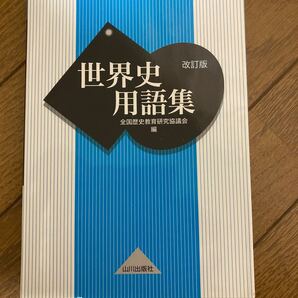 改訂版
世界史
用語集
全国歴史教育研究協議会
編
山川出版社